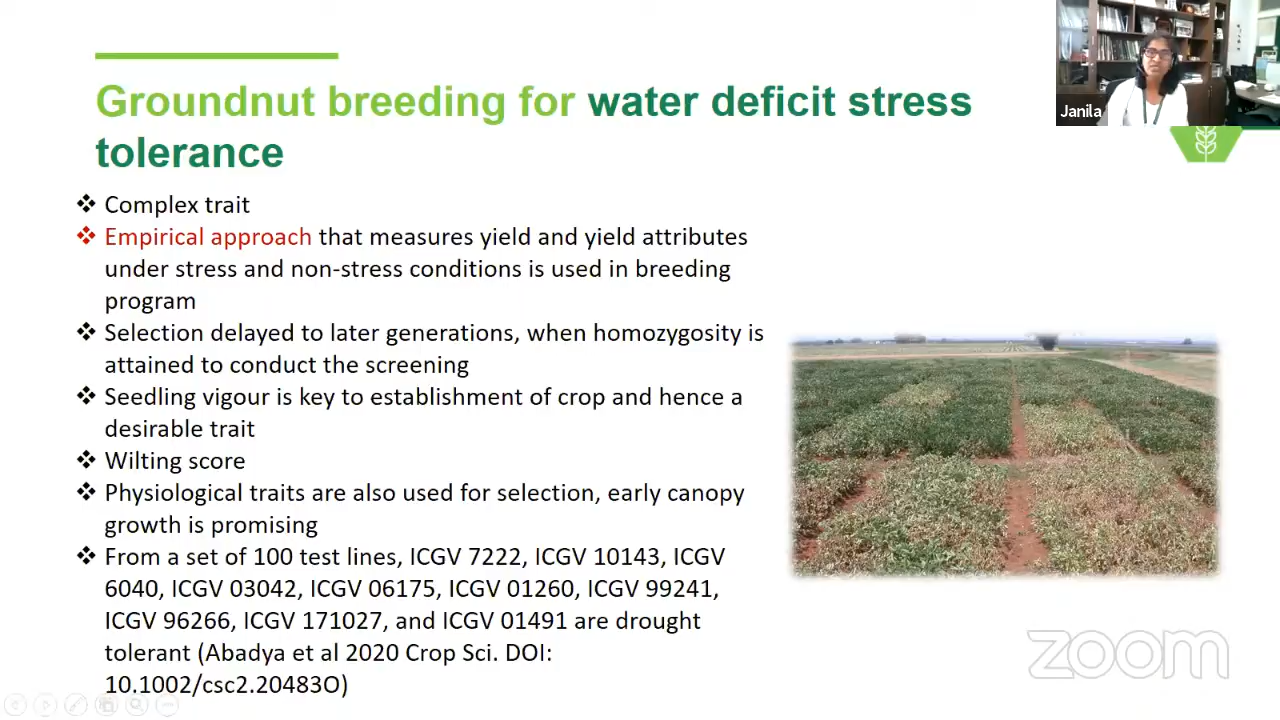 Groundnut breeding for water deficit stress
tolerance
❖ Complex trait
❖ Empirical approach that measures yield and yield attributes
under stress and non-stress conditions is used in breeding
program
❖ Selection delayed to later generations, when homozygosity is
attained to conduct the screening
❖ Seedling vigour is key to establishment of crop and hence a
desirable trait
❖ Wilting score
❖ Physiological traits are also used for selection, early canopy
growth is promising
❖ From a set of 100 test lines, ICGV 7222, ICGV 10143, ICGV
6040, ICGV 03042, ICGV 06175, ICGV 01260, ICGV 99241,
ICGV 96266, ICGV 171027, and ICGV 01491 are drought
tolerant (Abadya et al 2020 Crop Sci. DOI:
10.1002/csc2.20483O)
Janila
zoom